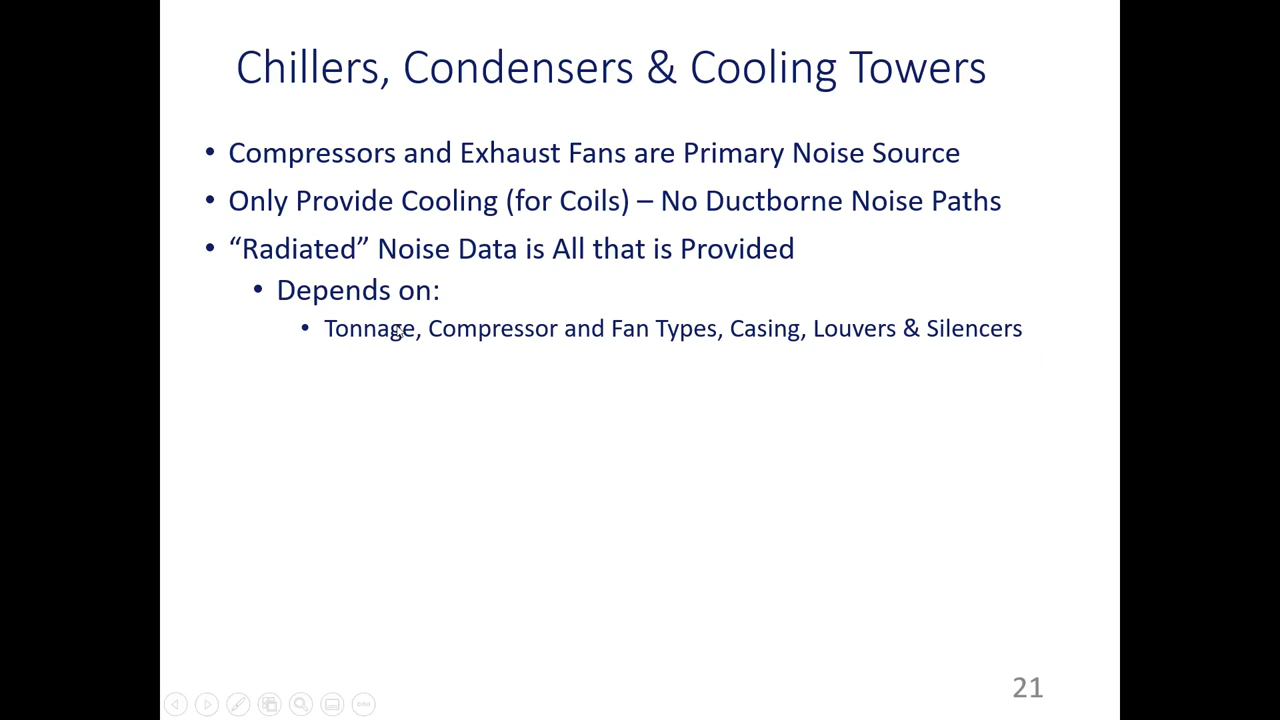 Chillers, Condensers & Cooling Towers
• Compressors and Exhaust Fans are Primary Noise Source
• Only Provide Cooling (for Coils) – No Ductborne Noise Paths
• “Radiated” Noise Data is All that is Provided
• Depends on:
• Tonnage, Compressor and Fan Types, Casing, Louvers & Silencers
21